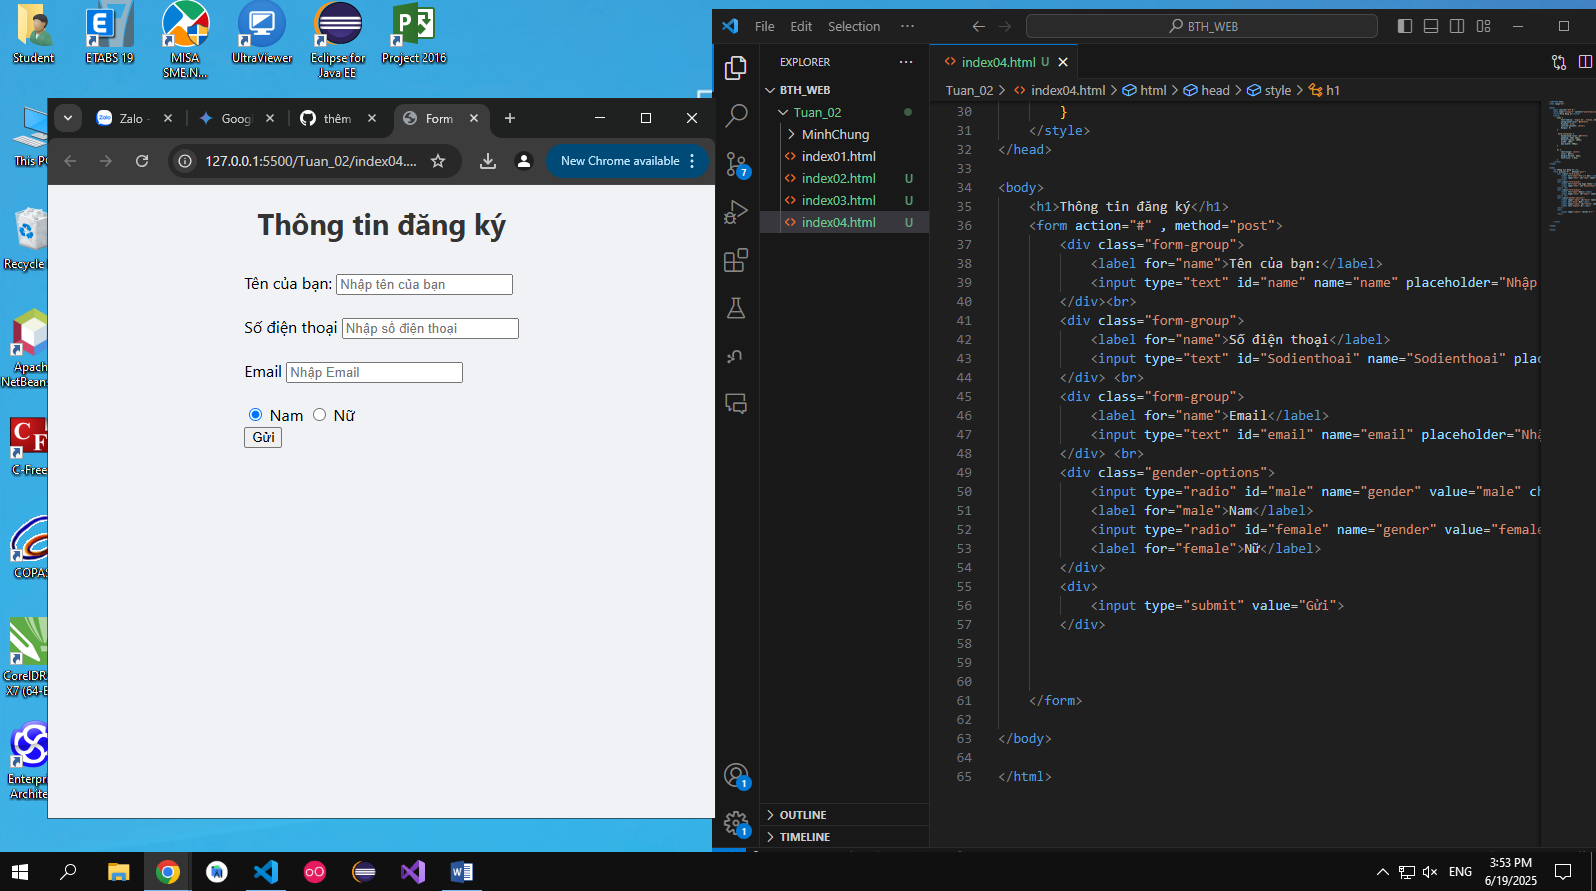 Student
ETABS 19
MISA
SME.N...
UltraViewer
Eclipse for
Java EE
Project 2016
This PC
Recycle
Apach
NetBean
C-Free
COPAS
CorelDR
X7 (64-B
Enterpri
Archite
Zalo -
Goog
thêm
Form
127.0.0.1:5500/Tuan_02/index04....
New Chrome available
Thông tin đăng ký
Tên của bạn: Nhập tên của bạn
Số điện thoại Nhập số điện thoại
Email Nhập Email
Nam Nữ
Gửi
File Edit Selection ···
BTH_WEB
EXPLORER ···
BTH_WEB
Tuan_02
MinhChung
index01.html
index02.html U
index03.html U
index04.html U
OUTLINE
TIMELINE
7
1
1
index04.html U
Tuan_02 > index04.html > html > head > style > h1
30 }
31 </style>
32 </head>
33
34 <body>
35 <h1>Thông tin đăng ký</h1>
36 <form action="#" , method="post">
37 <div class="form-group">
38 <label for="name">Tên của bạn:</label>
39 <input type="text" id="name" name="name" placeholder="Nhập
40 </div><br>
41 <div class="form-group">
42 <label for="name">Số điện thoại</label>
43 <input type="text" id="Sodienthoai" name="Sodienthoai" plac
44 </div> <br>
45 <div class="form-group">
46 <label for="name">Email</label>
47 <input type="text" id="email" name="email" placeholder="Nhậ
48 </div> <br>
49 <div class="gender-options">
50 <input type="radio" id="male" name="gender" value="male" ch
51 <label for="male">Nam</label>
52 <input type="radio" id="female" name="gender" value="female
53 <label for="female">Nữ</label>
54 </div>
55 <div>
56 <input type="submit" value="Gửi">
57 </div>
58
59
60
61 </form>
62
63 </body>
64
65 </html>
ENG
3:53 PM
6/19/2025